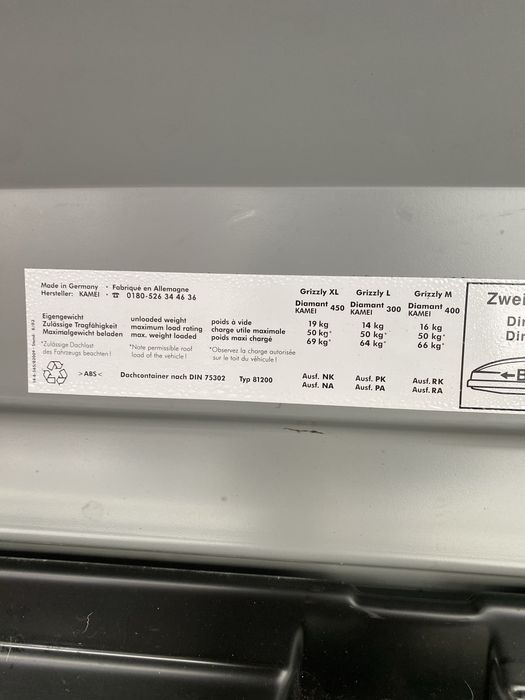 Made in Germany · Fabriqué en Allemagne
Hersteller: KAMEI · ☎ 0180-526 34 46 36
Grizzly XL Grizzly L Grizzly M
Diamant 450 Diamant 300 Diamant 400
KAMEI KAMEI KAMEI
Eigengewicht unloaded weight poids à vide 19 kg 14 kg 16 kg
Zulässige Tragfähigkeit maximum load rating charge utile maximale 50 kg* 50 kg* 50 kg*
Maximalgewicht beladen max. weight loaded poids maxi chargé 69 kg* 64 kg* 66 kg*
*Zulässige Dachlast *Note permissible roof *Observez la charge autorisée
des Fahrzeugs beachten! load of the vehicle! sur le toit du véhicule!
>ABS< Dachcontainer nach DIN 75302 Typ 81200
Ausf. NK Ausf. PK Ausf. RK
Ausf. NA Ausf. PA Ausf. RA
Zwei
Dir
Dir